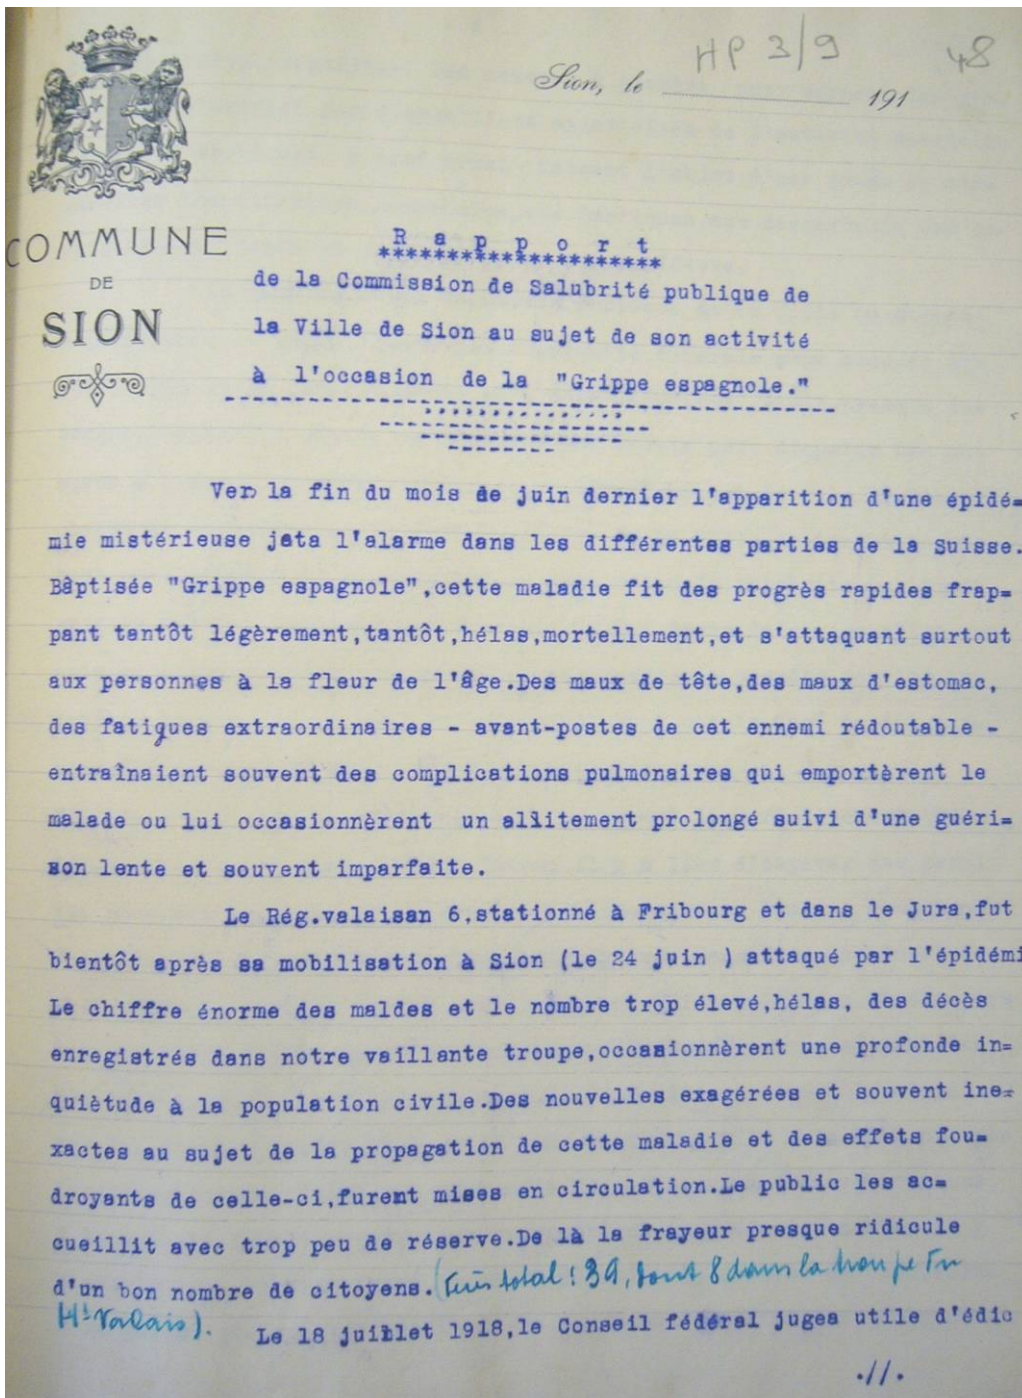 HP 3/9 48
Sion, le 191
COMMUNE
DE
SION
Rapport
*********************
de la Commission de Salubrité publique de
la Ville de Sion au sujet de son activité
à l'occasion de la "Grippe espagnole."
Vers la fin du mois de juin dernier l'apparition d'une épidé=
mie mistérieuse jeta l'alarme dans les différentes parties de la Suisse.
Bâptisée "Grippe espagnole",cette maladie fit des progrès rapides frap=
pant tantôt légèrement,tantôt,hélas,mortellement,et s'attaquant surtout
aux personnes à la fleur de l'âge.Des maux de tête,des maux d'estomac,
des fatigues extraordinaires - avant-postes de cet ennemi rédoutable -
entraînaient souvent des complications pulmonaires qui emportèrent le
malade ou lui occasionnèrent un allitement prolongé suivi d'une guéri=
son lente et souvent imparfaite.
Le Rég.valaisan 6,stationné à Fribourg et dans le Jura,fut
bientôt après sa mobilisation à Sion (le 24 juin ) attaqué par l'épidémi
Le chiffre énorme des maldes et le nombre trop élevé,hélas, des décès
enregistrés dans notre vaillante troupe,occasionnèrent une profonde in=
quiètude à la population civile.Des nouvelles exagérées et souvent ine=
xactes au sujet de la propagation de cette maladie et des effets fou=
droyants de celle-ci,furent mises en circulation.Le public les ac=
cueillit avec trop peu de réserve.De là la frayeur presque ridicule
d'un bon nombre de citoyens. total : 39, dont 8 dans la troupe du
Ht Valais).
Le 18 juillet 1918,le Conseil fédéral jugea utile d'édic
.//.